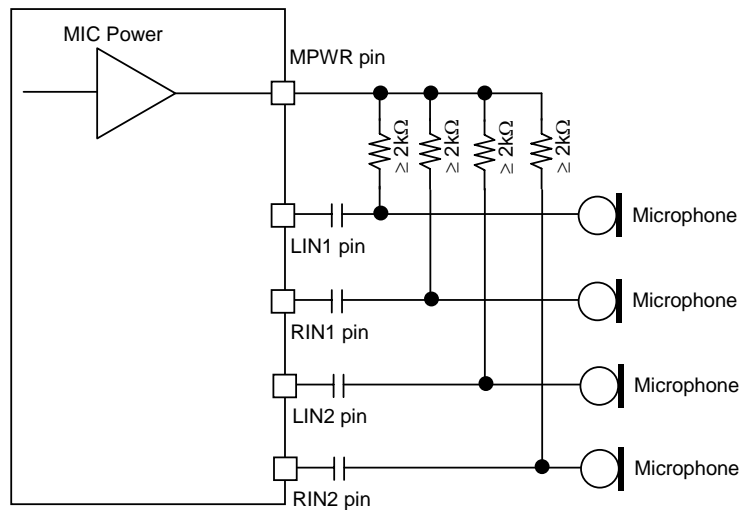 MIC Power
MPWR pin
≥ 2kΩ
≥ 2kΩ
≥ 2kΩ
≥ 2kΩ
LIN1 pin
Microphone
RIN1 pin
Microphone
LIN2 pin
Microphone
RIN2 pin
Microphone